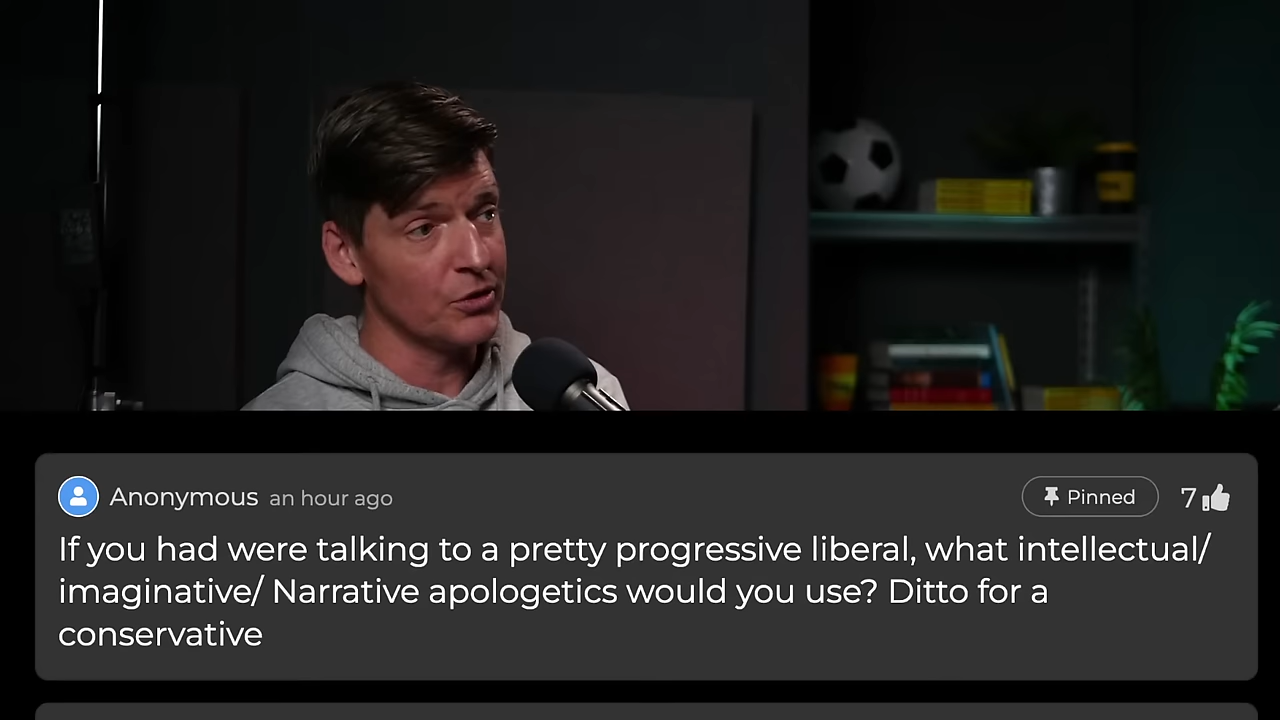 Anonymous an hour ago
Pinned 7
If you had were talking to a pretty progressive liberal, what intellectual/
imaginative/ Narrative apologetics would you use? Ditto for a
conservative